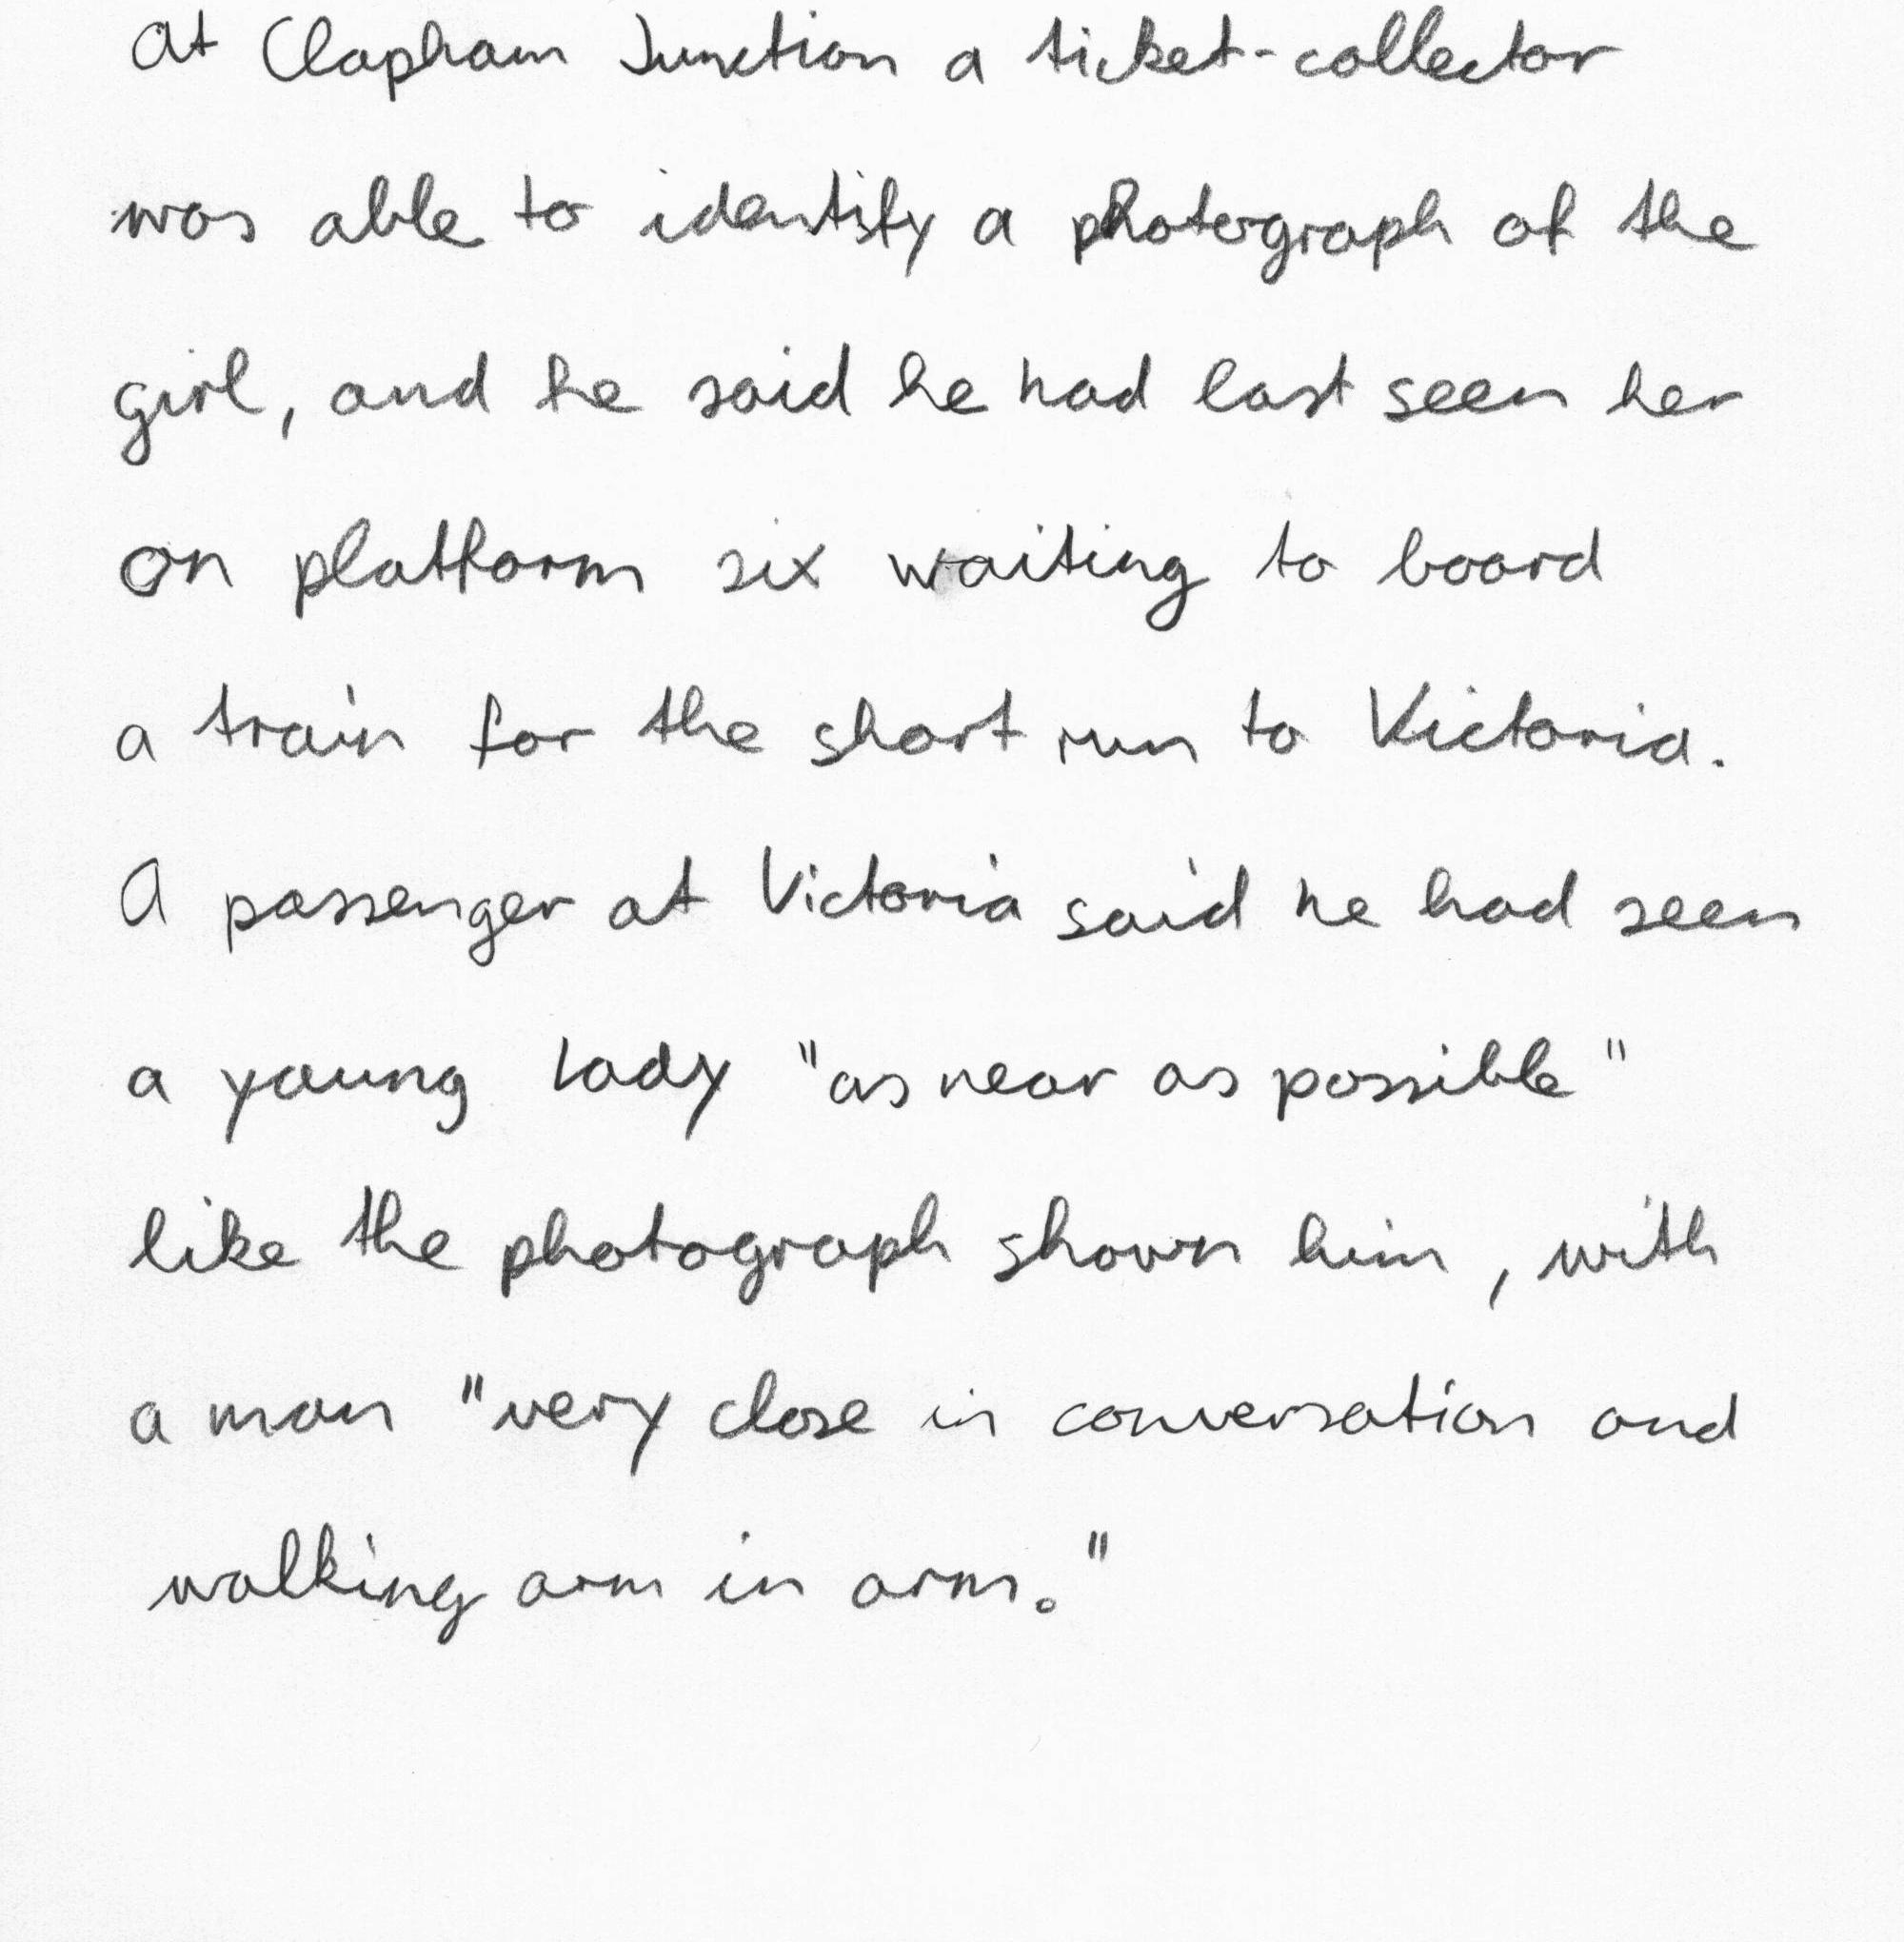 At Clapham Junction a ticket-collector
was able to identify a photograph of the
girl, and he said he had last seen her
on platform six waiting to board
a train for the short run to Victoria.
A passenger at Victoria said he had seen
a young lady "as near as possible"
like the photograph shown him, with
a man "very close in conversation and
walking arm in arm."